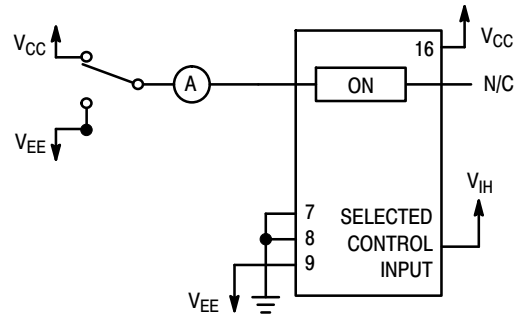 VCC
16
VCC
A
ON
N/C
VEE
VIH
7
SELECTED
8
CONTROL
9
INPUT
VEE